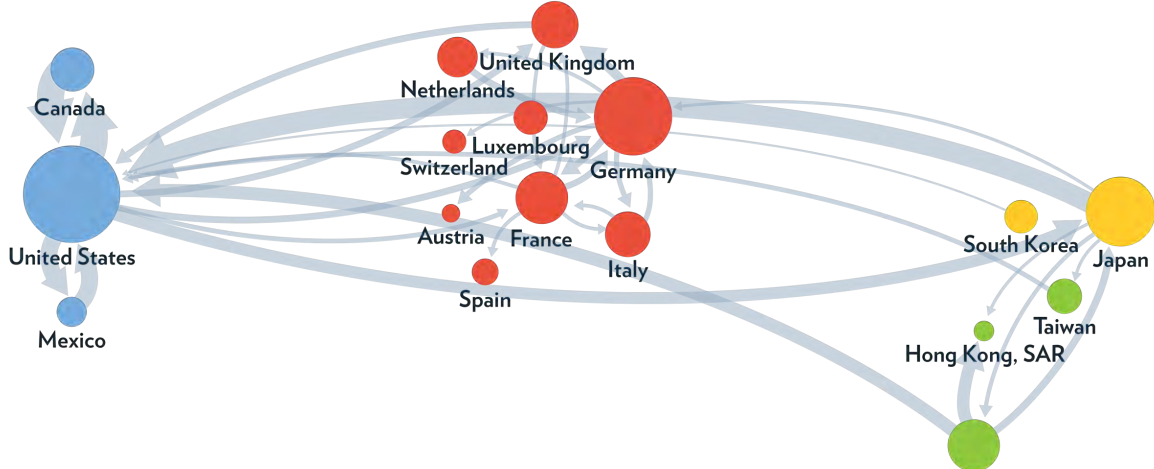 United Kingdom
Netherlands
Canada
Luxembourg
Switzerland
Germany
Austria
France
South Korea
United States
Japan
Italy
Spain
Taiwan
Mexico
Hong Kong, SAR